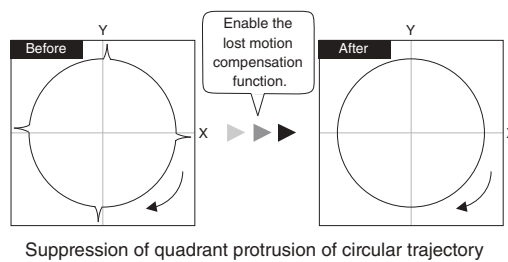 Y
Before
X
Enable the
lost motion
compensation
function.
Y
After
Suppression of quadrant protrusion of circular trajectory